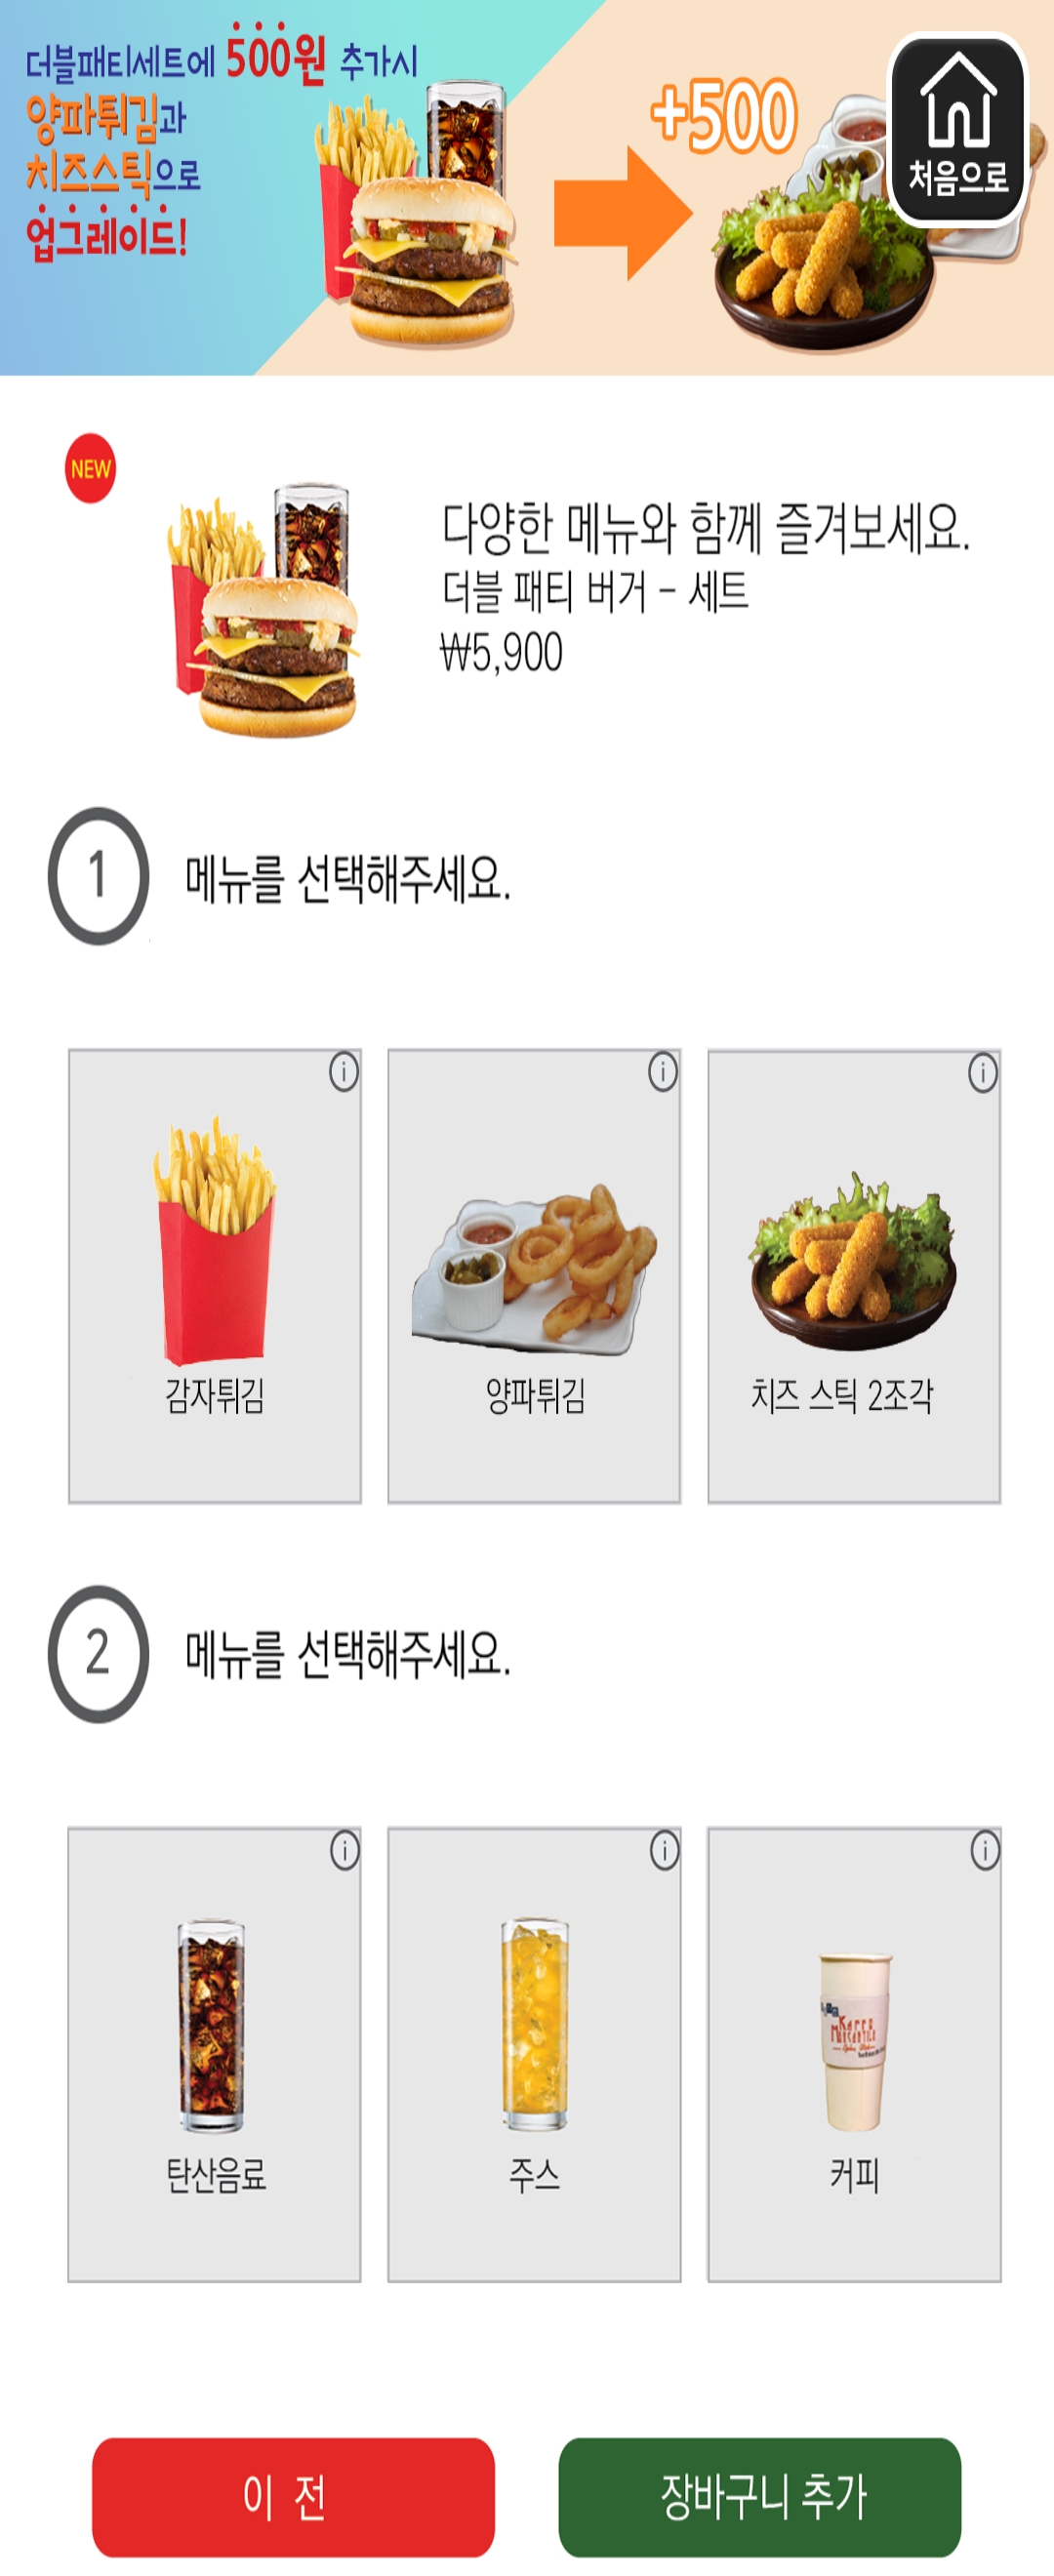 더블패티세트에 500원 추가시
양파튀김과
치즈스틱으로
업그레이드!
+500
처음으로
NEW
다양한 메뉴와 함께 즐겨보세요.
더블 패티 버거 - 세트
₩5,900
1 메뉴를 선택해주세요.
감자튀김
양파튀김
치즈 스틱 2조각
2 메뉴를 선택해주세요.
탄산음료
주스
커피
이 전
장바구니 추가